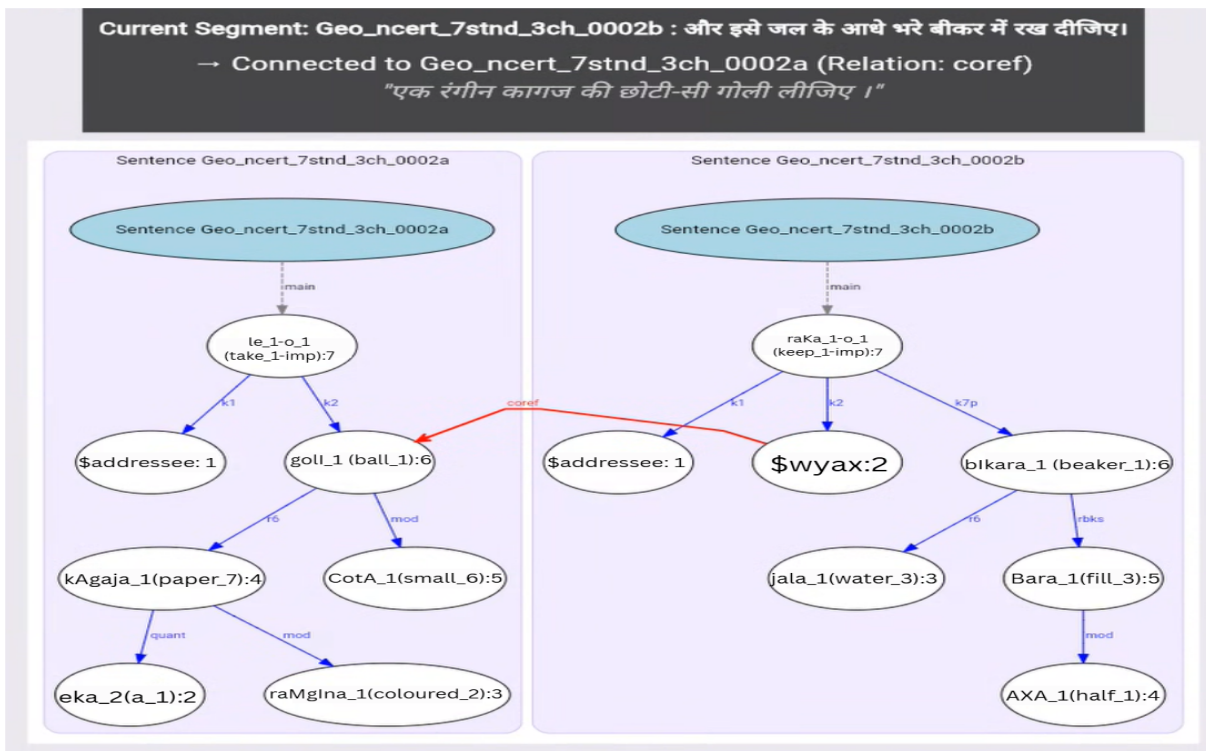 Current Segment: Geo_ncert_7stnd_3ch_0002b : और इसे जल के आधे भरे बीकर में रख दीजिए।
→ Connected to Geo_ncert_7stnd_3ch_0002a (Relation: coref)
"एक रंगीन कागज की छोटी-सी गोली लीजिए ।"
Sentence Geo_ncert_7stnd_3ch_0002a
Sentence Geo_ncert_7stnd_3ch_0002a
main
le_1-o_1
(take_1-imp):7
k1
k2
$addressee: 1
golI_1 (ball_1):6
r6
mod
kAgaja_1(paper_7):4
CotA_1(small_6):5
quant
mod
eka_2(a_1):2
raMgIna_1(coloured_2):3
coref
Sentence Geo_ncert_7stnd_3ch_0002b
Sentence Geo_ncert_7stnd_3ch_0002b
main
raKa_1-o_1
(keep_1-imp):7
k1
k2
k7p
$addressee: 1
$wyax:2
bIkara_1 (beaker_1):6
r6
rbks
jala_1(water_3):3
Bara_1(fill_3):5
mod
AXA_1(half_1):4